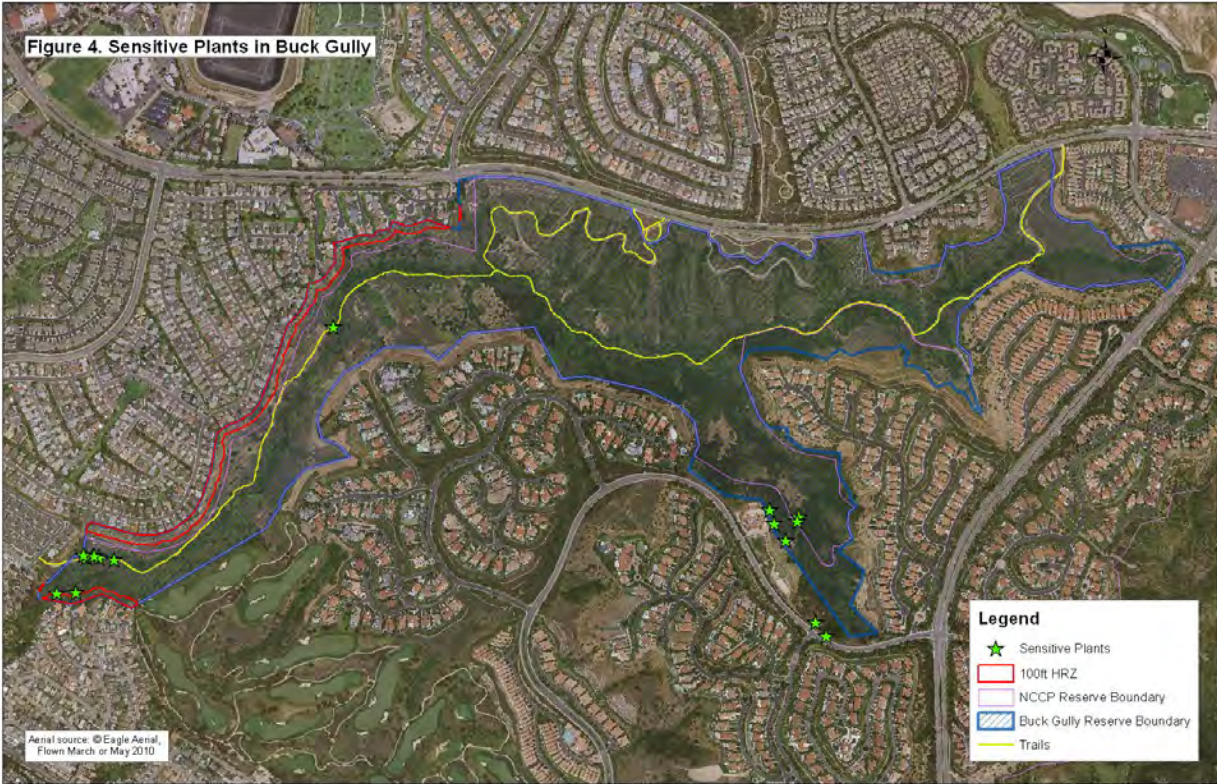 Figure 4. Sensitive Plants in Buck Gully
Legend
Sensitive Plants
100ft HRZ
NCCP Reserve Boundary
Buck Gully Reserve Boundary
Trails
Aerial source: © Eagle Aerial,
Flown March or May 2010